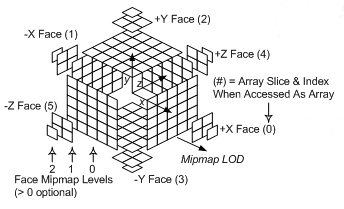 +Y Face (2)
-X Face (1)
+Z Face (4)
y
z
x
(#) = Array Slice & Index
When Accessed As Array
-Z Face (5)
+X Face (0)
Mipmap LOD
2 1 0
-Y Face (3)
Face Mipmap Levels
(> 0 optional)